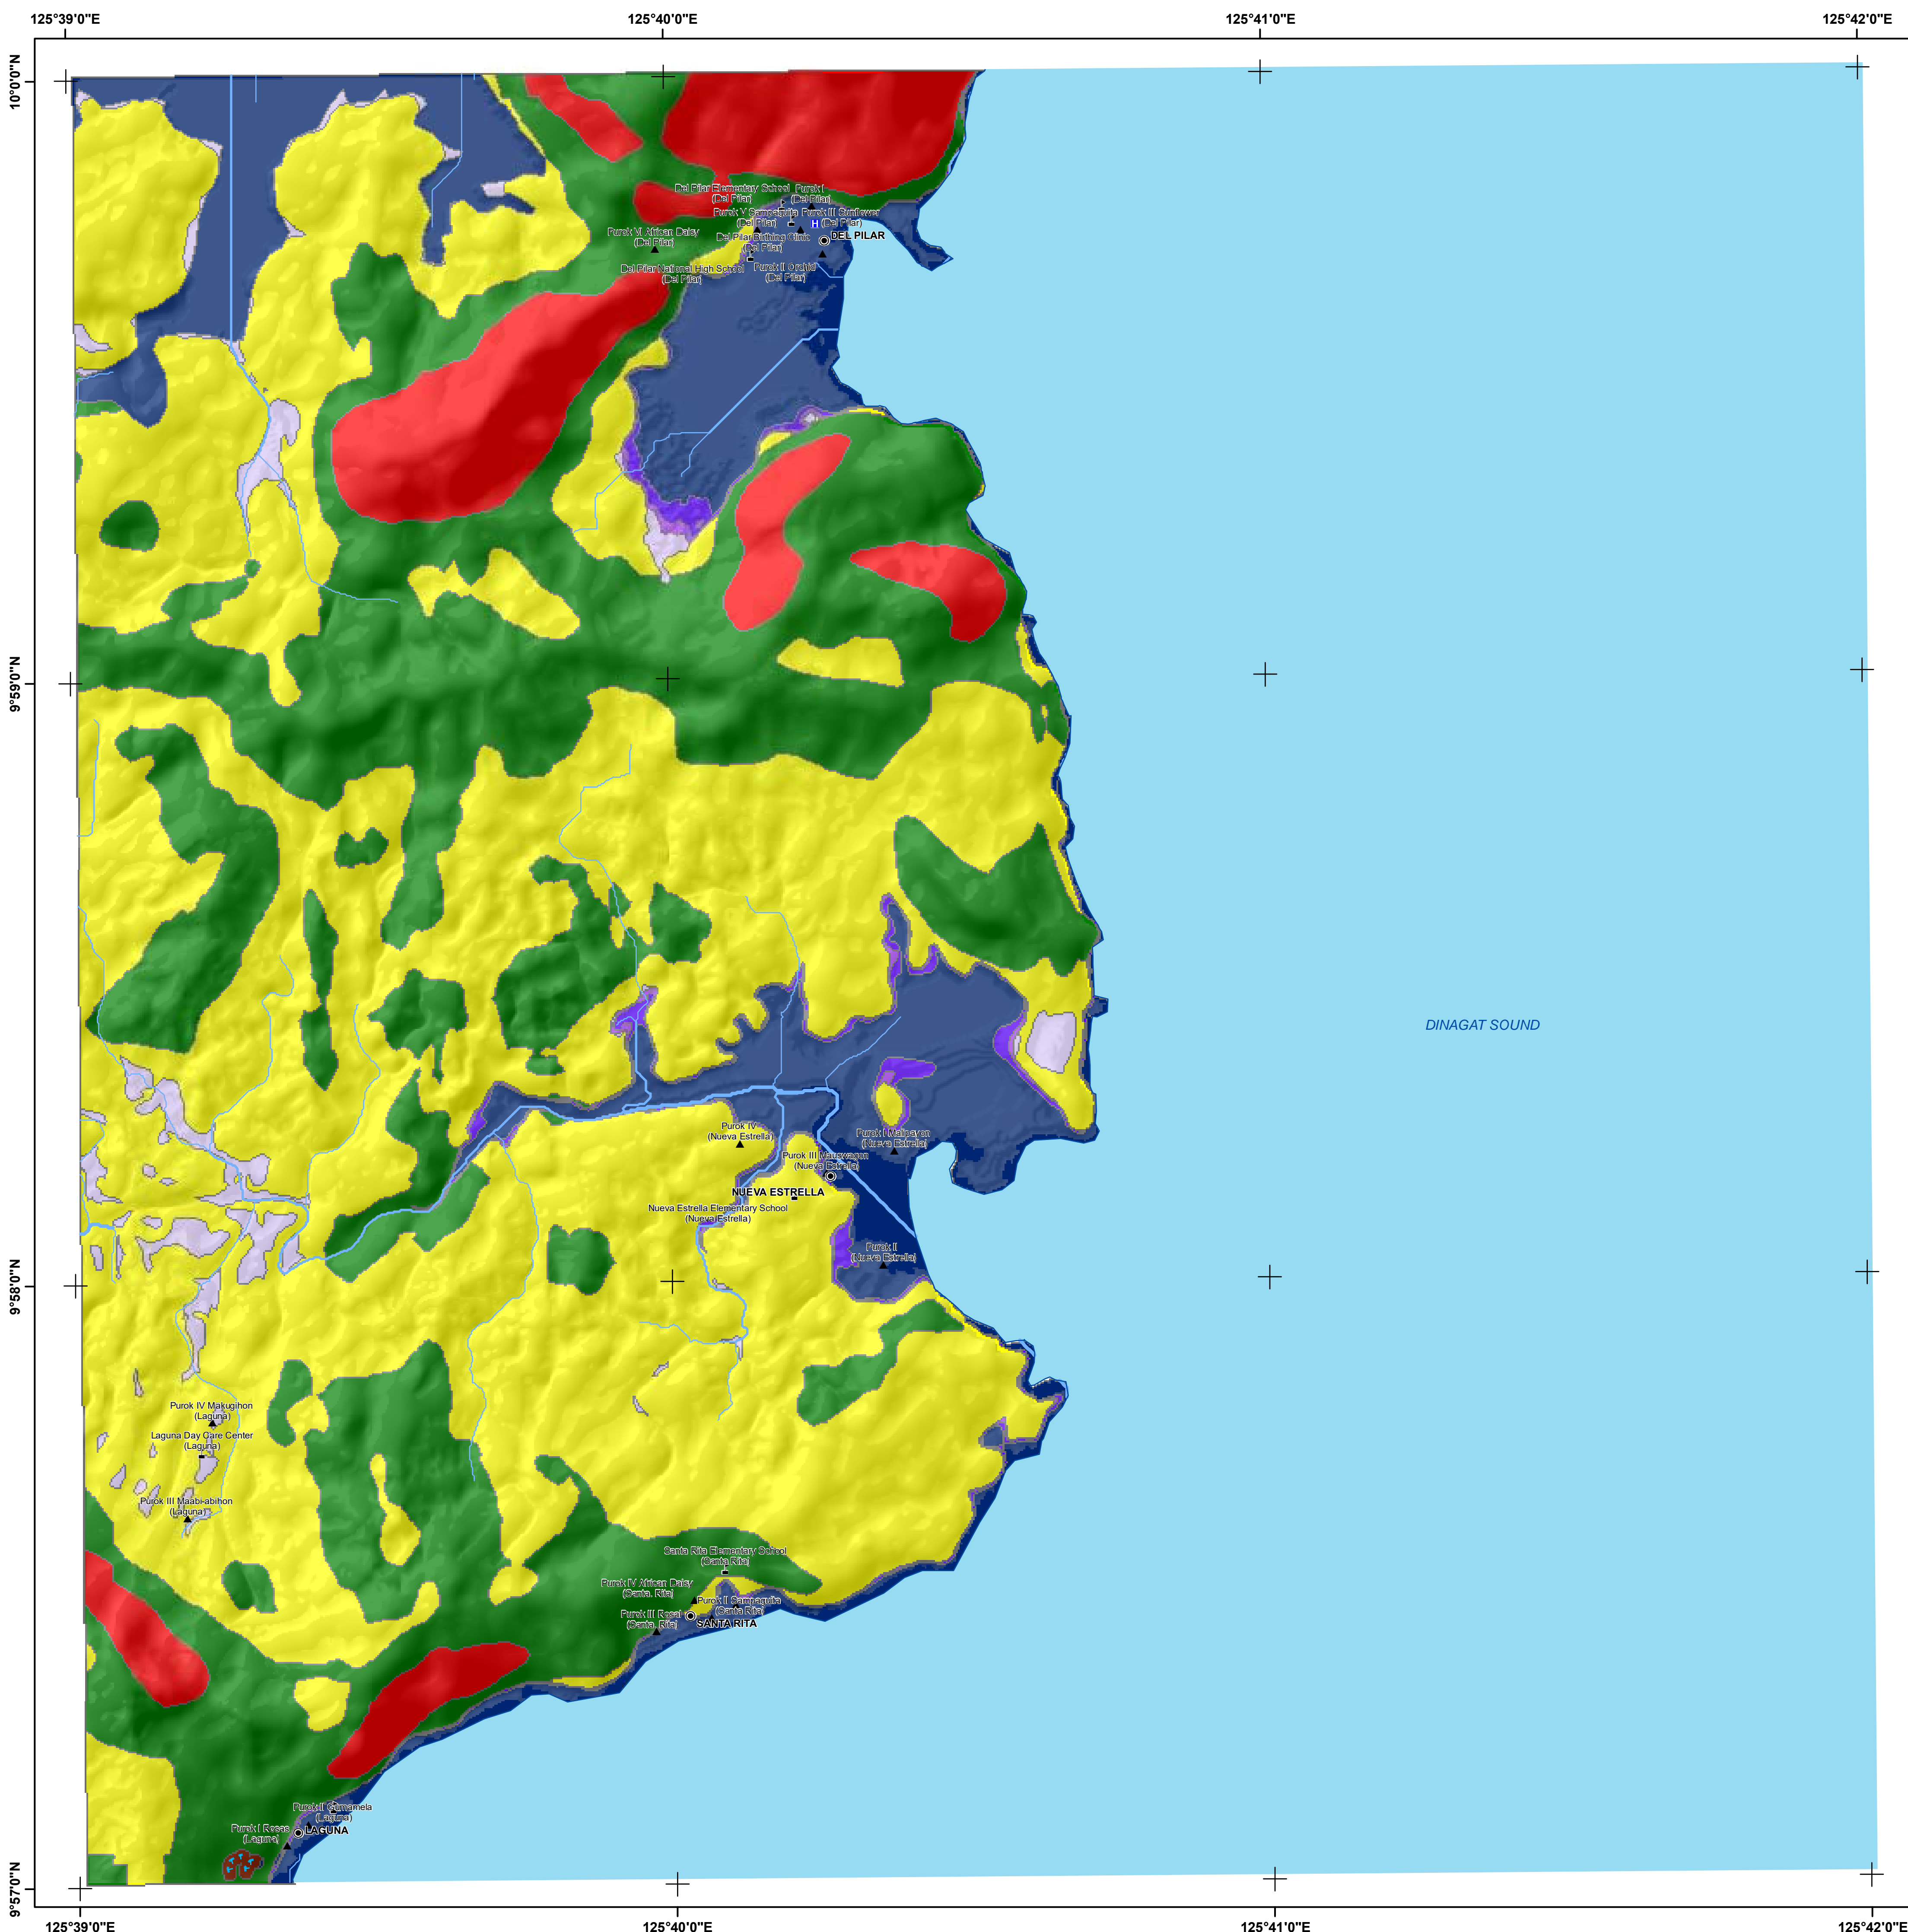 125°39'0"E
125°40'0"E
125°41'0"E
125°42'0"E
10°0'0"N
Del Pilar Elementary School
(Del Pilar)
Purok I
(Del Pilar)
Purok V Sampaguita
(Del Pilar)
Purok III Sunflower
(Del Pilar)
H
DEL PILAR
Purok VI African Daisy
(Del Pilar)
Del Pilar Birthing Clinic
(Del Pilar)
Del Pilar National High School
(Del Pilar)
Purok II Orchid
(Del Pilar)
9°59'0"N
DINAGAT SOUND
Purok IV
(Nueva Estrella)
Purok I Malnayon
(Nueva Estrella)
Purok III Mauswagon
(Nueva Estrella)
NUEVA ESTRELLA
Nueva Estrella Elementary School
(Nueva Estrella)
Purok II
(Nueva Estrella)
9°58'0"N
Purok IV Makugihon
(Laguna)
Laguna Day Care Center
(Laguna)
Purok III Maabi-abihon
(Laguna)
Santa Rita Elementary School
(Santa Rita)
Purok IV African Daisy
(Santa. Rita)
Purok II Sampaguita
(Santa Rita)
Purok III Rosal
(Santa. Rita)
SANTA RITA
Purok II Gumamela
(Laguna)
Purok I Rosas
(Laguna)
LAGUNA
9°57'0"N
125°39'0"E
125°40'0"E
125°41'0"E
125°42'0"E